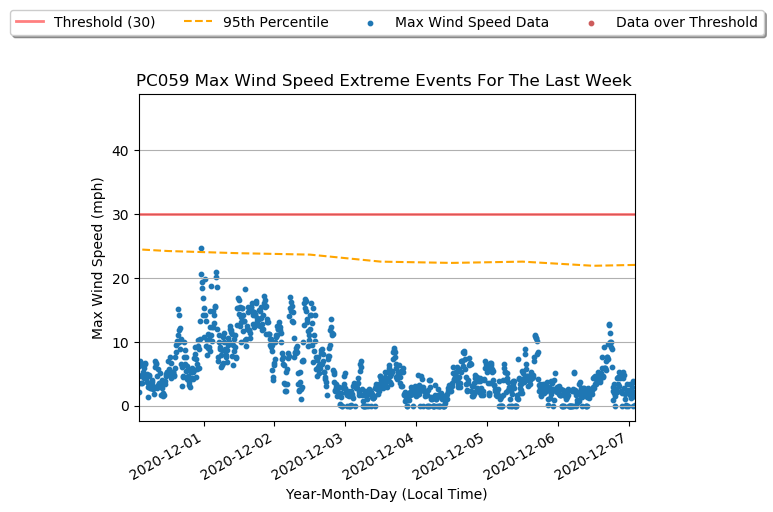 Threshold (30) 95th Percentile Max Wind Speed Data Data over Threshold
PC059 Max Wind Speed Extreme Events For The Last Week
Max Wind Speed (mph)
40
30
20
10
0
2020-12-01 2020-12-02 2020-12-03 2020-12-04 2020-12-05 2020-12-06 2020-12-07
Year-Month-Day (Local Time)